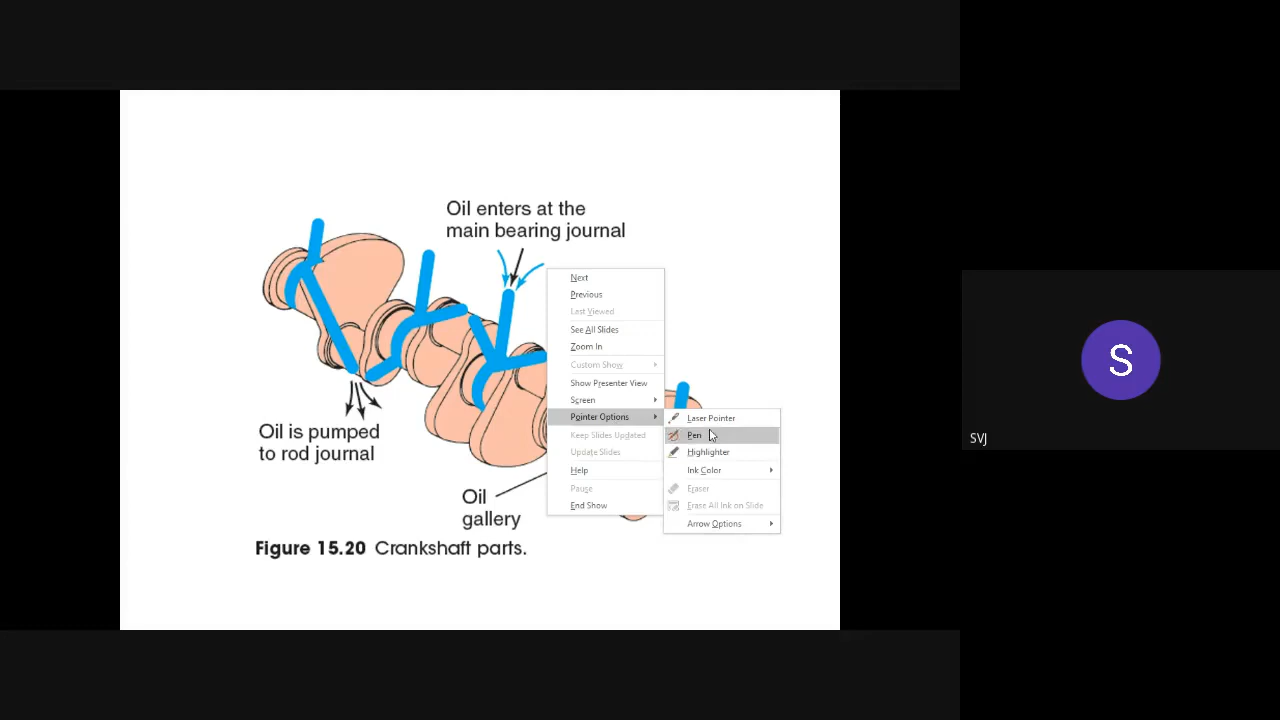 Oil enters at the
main bearing journal
Oil is pumped
to rod journal
Oil
gallery
Figure 15.20 Crankshaft parts.
Next
Previous
Last Viewed
See All Slides
Zoom In
Custom Show
Show Presenter View
Screen
Pointer Options
Keep Slides Updated
Update Slides
Help
Pause
End Show
Laser Pointer
Pen
Highlighter
Ink Color
Eraser
Erase All Ink on Slide
Arrow Options
S
SVJ